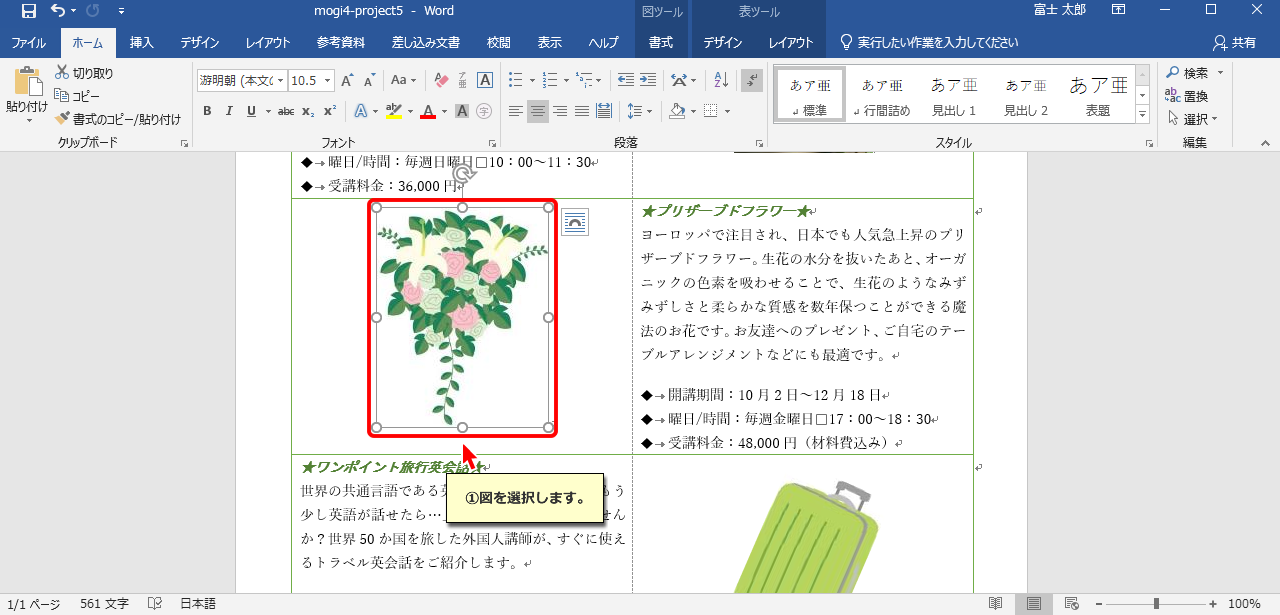 mogi4-project5 - Word
図ツール
表ツール
富士 太郎
ファイル ホーム 挿入 デザイン レイアウト 参考資料 差し込み文書 校閲 表示 ヘルプ 書式 デザイン レイアウト 実行したい作業を入力してください 共有
貼り付け
切り取り
コピー
書式のコピー/貼り付け
クリップボード
游明朝 (本文の 10.5
B I U abc x₂ x²
フォント
段落
あア亜 あア亜 あア亜 あア亜 あア亜
↲標準 ↲行間詰め 見出し 1 見出し 2 表題
スタイル
検索
置換
選択
編集
◆→曜日/時間：毎週日曜日□10：00～11：30↵
◆→受講料金：36,000 円↵
★プリザーブドフラワー★↵
ヨーロッパで注目され、日本でも人気急上昇のプリ
ザーブドフラワー。生花の水分を抜いたあと、オーガ
ニックの色素を吸わせることで、生花のようなみず
みずしさと柔らかな質感を数年保つことができる魔
法のお花です。お友達へのプレゼント、ご自宅のテー
ブルアレンジメントなどにも最適です。↵
◆→開講期間：10 月 2 日～12 月 18 日↵
◆→曜日/時間：毎週金曜日□17：00～18：30↵
◆→受講料金：48,000 円（材料費込み）↵
★ワンポイント旅行英会話★↵
世界の共通言語である英 もう
少し英語が話せたら… せん
か？世界 50 か国を旅した外国人講師が、すぐに使え
るトラベル英会話をご紹介します。↵
①図を選択します。
1/1 ページ 561 文字 日本語 100%